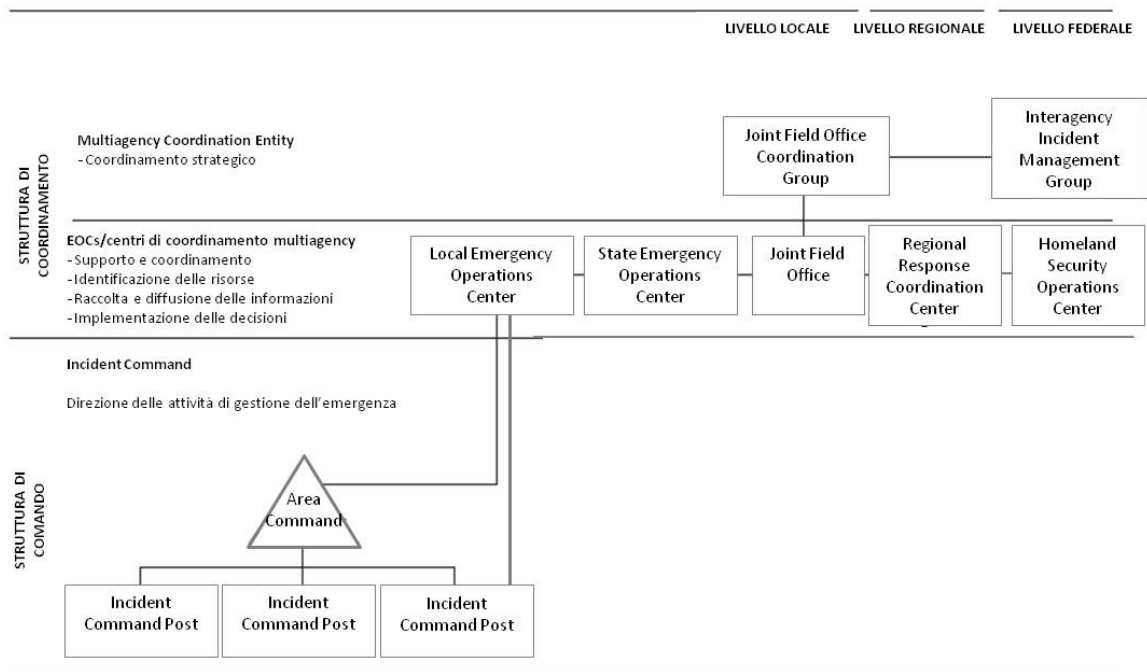 LIVELLO LOCALE
LIVELLO REGIONALE
LIVELLO FEDERALE
STRUTTURA DI
COORDINAMENTO
Multiagency Coordination Entity
-Coordinamento strategico
Joint Field Office
Coordination
Group
Interagency
Incident
Management
Group
EOCs/centri di coordinamento multiagency
-Supporto e coordinamento
-Identificazione delle risorse
-Raccolta e diffusione delle informazioni
-Implementazione delle decisioni
Local Emergency
Operations
Center
State Emergency
Operations
Center
Joint Field
Office
Regional
Response
Coordination
Center
Homeland
Security
Operations
Center
STRUTTURA DI
COMANDO
Incident Command
Direzione delle attività di gestione dell'emergenza
Area
Command
Incident
Command Post
Incident
Command Post
Incident
Command Post